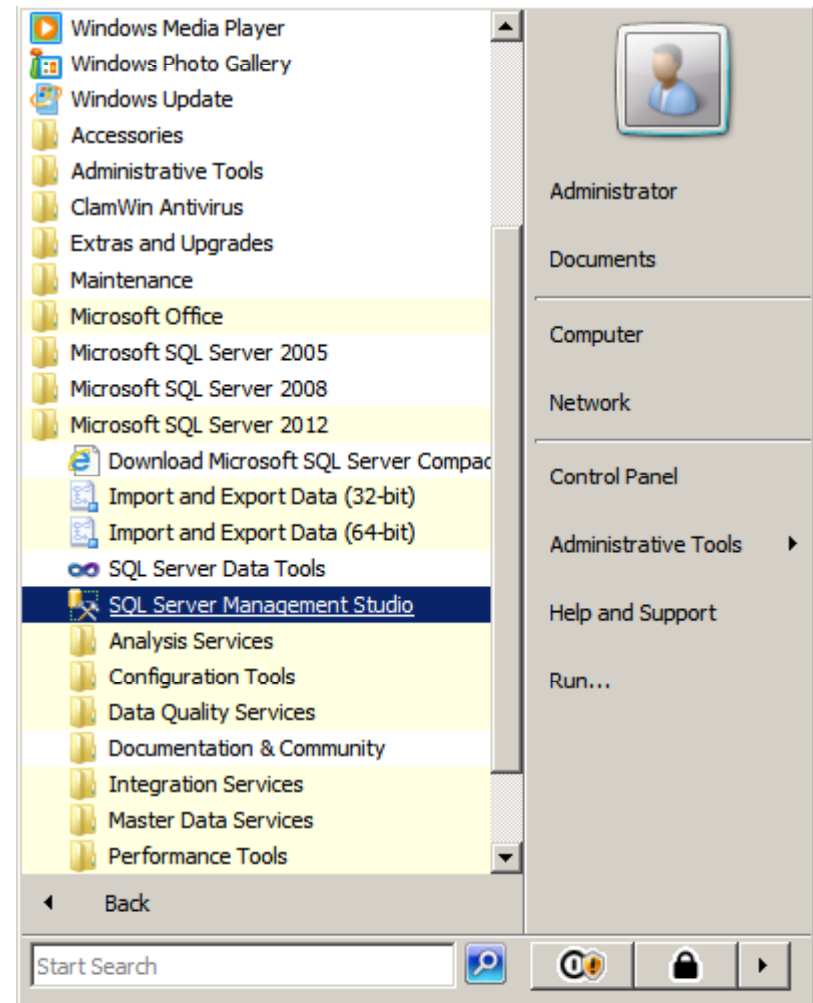 Windows Media Player
Windows Photo Gallery
Windows Update
Accessories
Administrative Tools
ClamWin Antivirus
Extras and Upgrades
Maintenance
Microsoft Office
Microsoft SQL Server 2005
Microsoft SQL Server 2008
Microsoft SQL Server 2012
Download Microsoft SQL Server Compac
Import and Export Data (32-bit)
Import and Export Data (64-bit)
SQL Server Data Tools
SQL Server Management Studio
Analysis Services
Configuration Tools
Data Quality Services
Documentation & Community
Integration Services
Master Data Services
Performance Tools
Back
Start Search
Administrator
Documents
Computer
Network
Control Panel
Administrative Tools
Help and Support
Run...